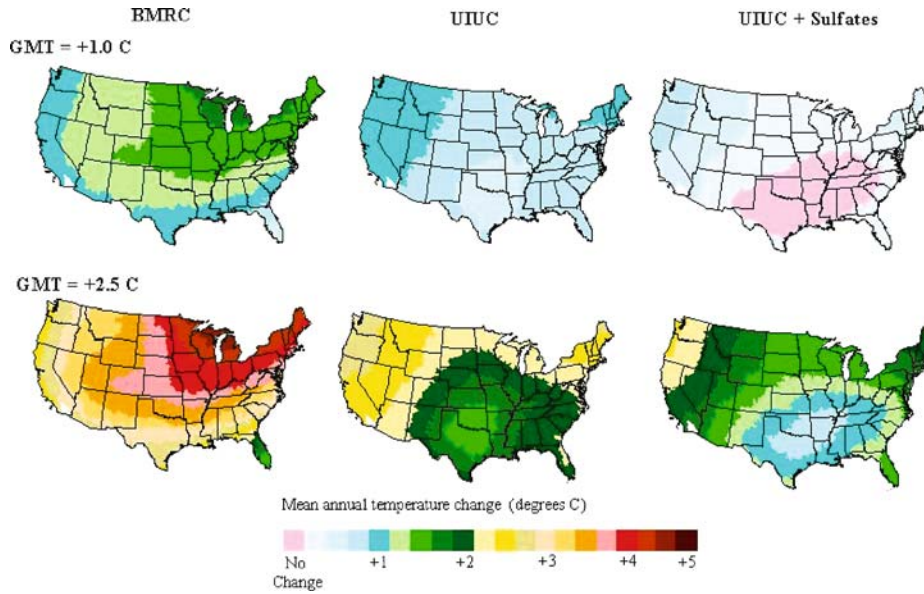 BMRC
UIUC
UIUC + Sulfates
GMT = +1.0 C
GMT = +2.5 C
Mean annual temperature change (degrees C)
No Change
+1
+2
+3
+4
+5